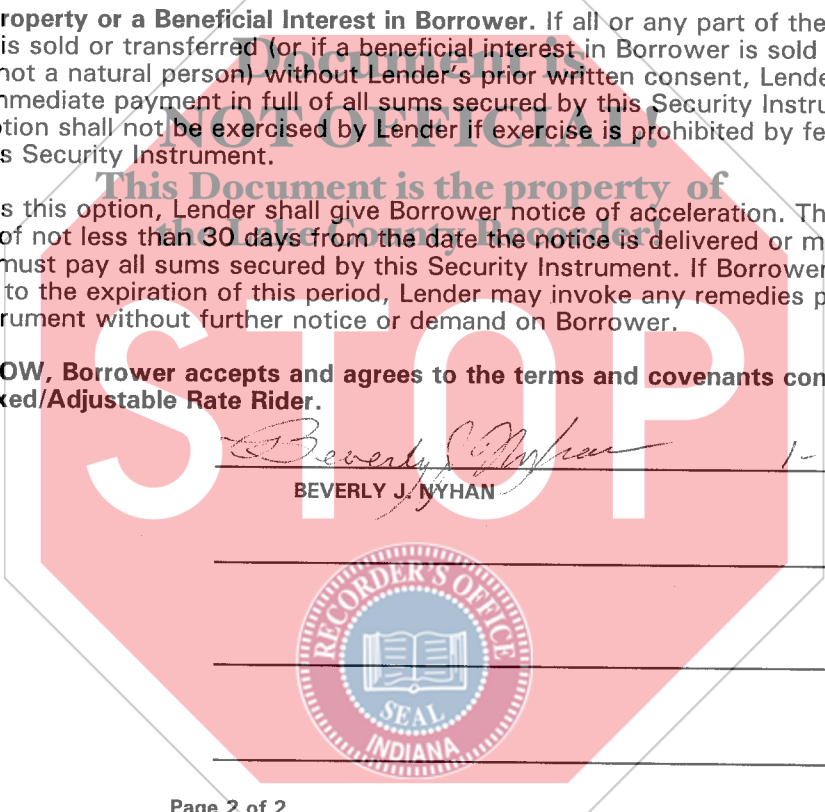 roperty or a Beneficial Interest in Borrower. If all or any part of the
is sold or transferred (or if a beneficial interest in Borrower is sold
Document is
not a natural person) without Lender's prior written consent, Lende
mmediate payment in full of all sums secured by this Security Instru
NOT OFFICIAL!
tion shall not be exercised by Lender if exercise is prohibited by fe
s Security Instrument.
This Document is the property of
s this option, Lender shall give Borrower notice of acceleration. Th
the Lake County Recorder!
of not less than 30 days from the date the notice is delivered or m
must pay all sums secured by this Security Instrument. If Borrower
to the expiration of this period, Lender may invoke any remedies p
rument without further notice or demand on Borrower.
STOP
OW, Borrower accepts and agrees to the terms and covenants con
xed/Adjustable Rate Rider.
Beverly J. Nyhan 1-
BEVERLY J. NYHAN
RECORDER'S OFFICE
SEAL
INDIANA
Page 2 of 2